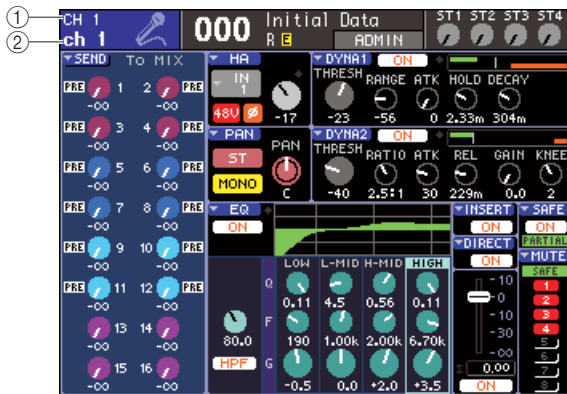 ① CH 1
② ch 1
000 Initial Data
R E ADMIN
ST1 ST2 ST3 ST4
SEND TO MIX
PRE 1 2 PRE
-∞ -∞
PRE 3 4 PRE
-∞ -∞
PRE 5 6 PRE
-∞ -∞
PRE 7 8 PRE
-∞ -∞
PRE 9 10 PRE
-∞ -∞
PRE 11 12 PRE
-∞ -∞
13 14
-∞ -∞
15 16
-∞ -∞
HA
IN
1
48V Ø
-17
PAN
ST
MONO
PAN
C
DYNA1 ON
THRESH RANGE ATK HOLD DECAY
-23 -56 0 2.33m 304m
DYNA2 ON
THRESH RATIO ATK REL GAIN KNEE
-40 2.5:1 30 229m 0.0 2
EQ
ON
LOW L-MID H-MID HIGH
Q
0.11 4.5 0.56 0.11
F
80.0 190 1.00k 2.00k 6.70k
HPF G
-0.5 0.0 +2.0 +3.5
INSERT
ON
DIRECT
ON
10
0
-10
-30
-∞
Σ 0.00
ON
SAFE
ON
PARTIAL
MUTE
SAFE
1
2
3
4
5
6
7
8